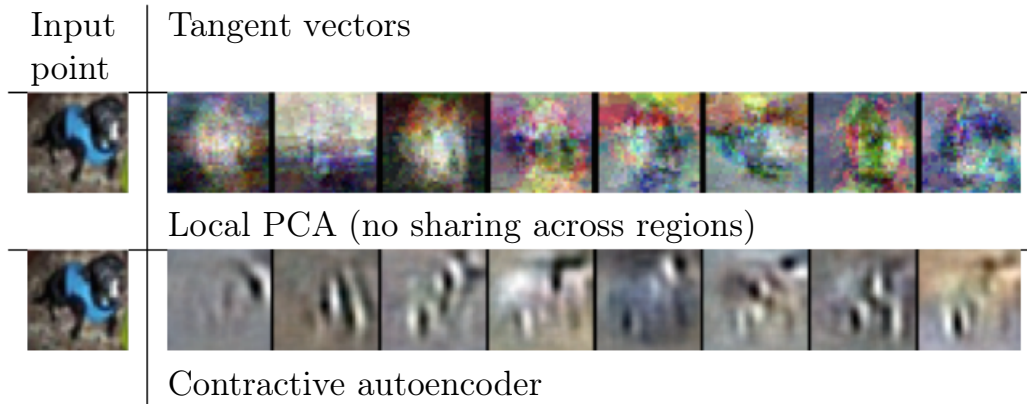 Input
point
Tangent vectors
Local PCA (no sharing across regions)
Contractive autoencoder